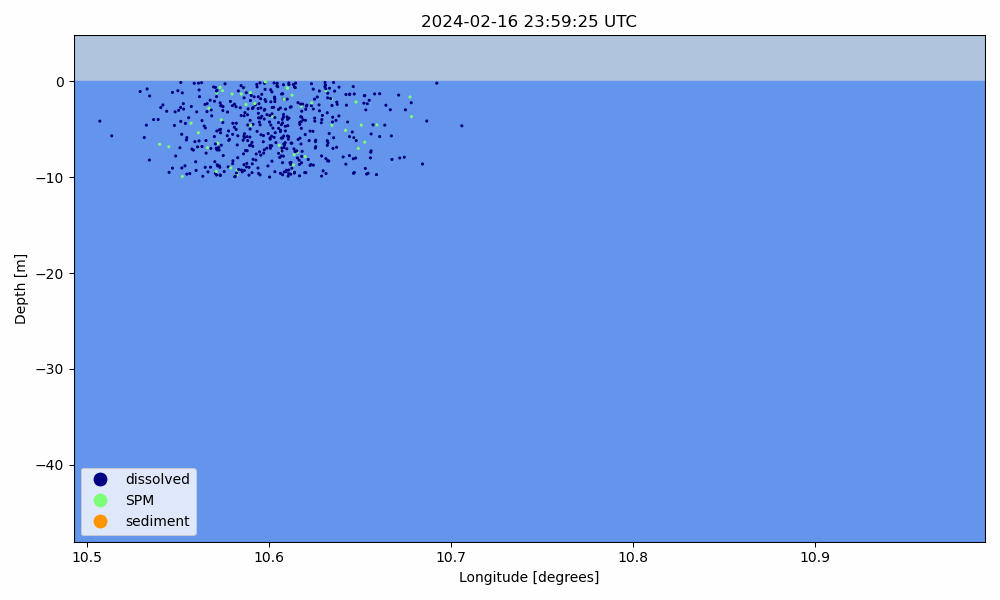 2024-02-16 23:59:25 UTC
Depth [m]
0
−10
−20
−30
−40
dissolved
SPM
sediment
10.5 10.6 10.7 10.8 10.9
Longitude [degrees]